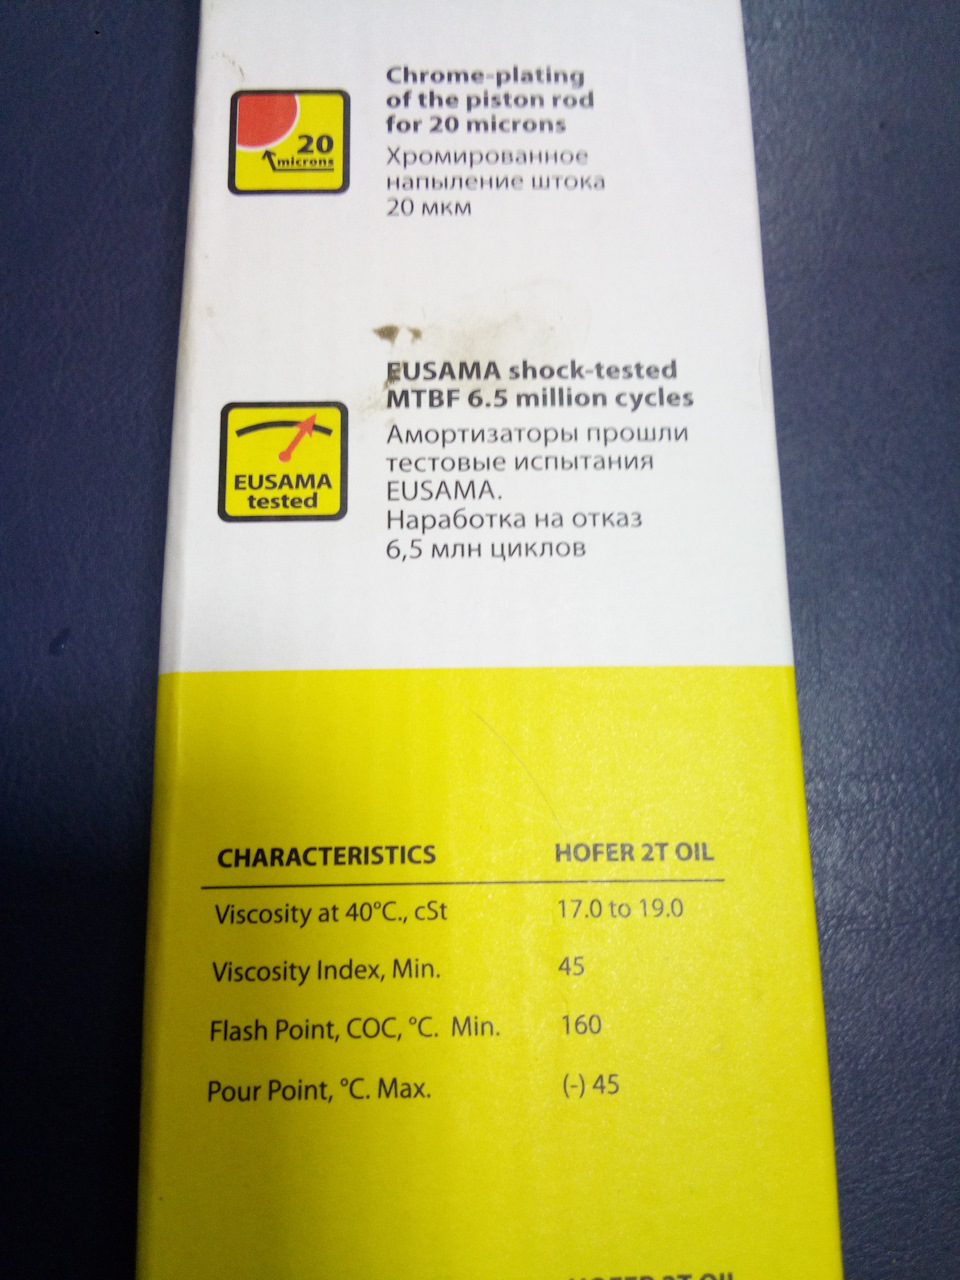 20
microns
Chrome-plating
of the piston rod
for 20 microns
Хромированное
напыление штока
20 мкм
EUSAMA
tested
EUSAMA shock-tested
MTBF 6.5 million cycles
Амортизаторы прошли
тестовые испытания
EUSAMA.
Наработка на отказ
6,5 млн циклов
CHARACTERISTICS HOFER 2T OIL
Viscosity at 40°C., cSt 17.0 to 19.0
Viscosity Index, Min. 45
Flash Point, COC, °C. Min. 160
Pour Point, °C. Max. (-) 45
HOFER 2T OIL